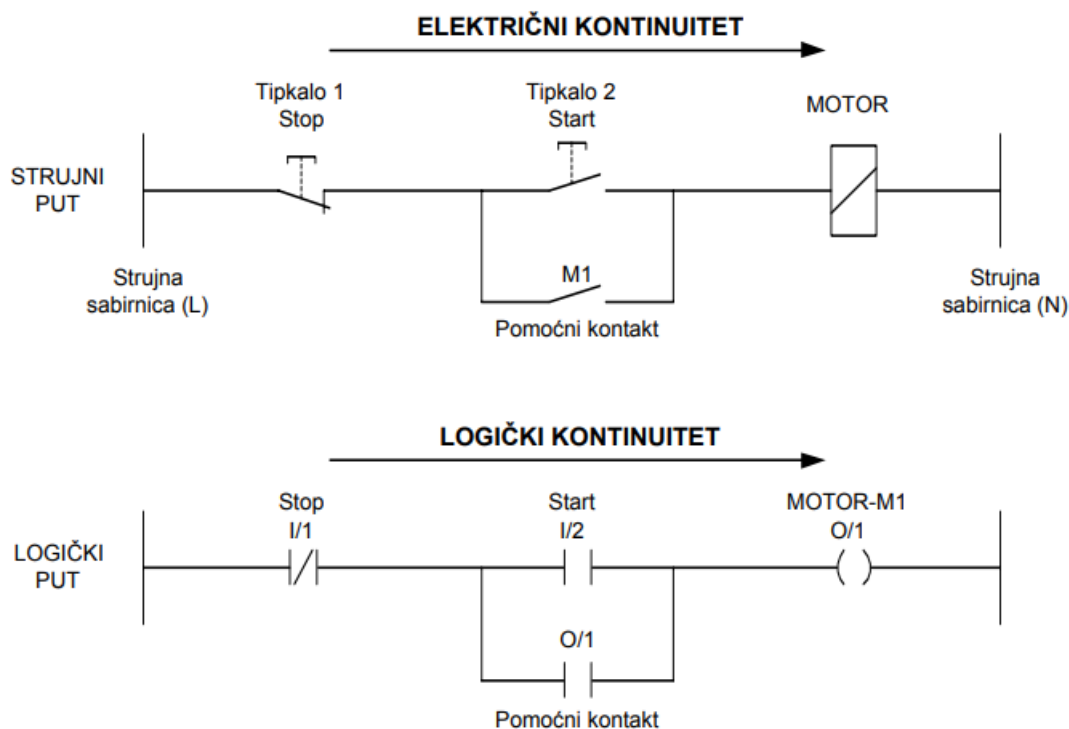 ELEKTRIČNI KONTINUITET
Tipkalo 1
Stop
Tipkalo 2
Start
MOTOR
STRUJNI
PUT
Strujna
sabirnica (L)
M1
Pomoćni kontakt
Strujna
sabirnica (N)
LOGIČKI KONTINUITET
Stop
I/1
Start
I/2
MOTOR-M1
O/1
LOGIČKI
PUT
O/1
Pomoćni kontakt